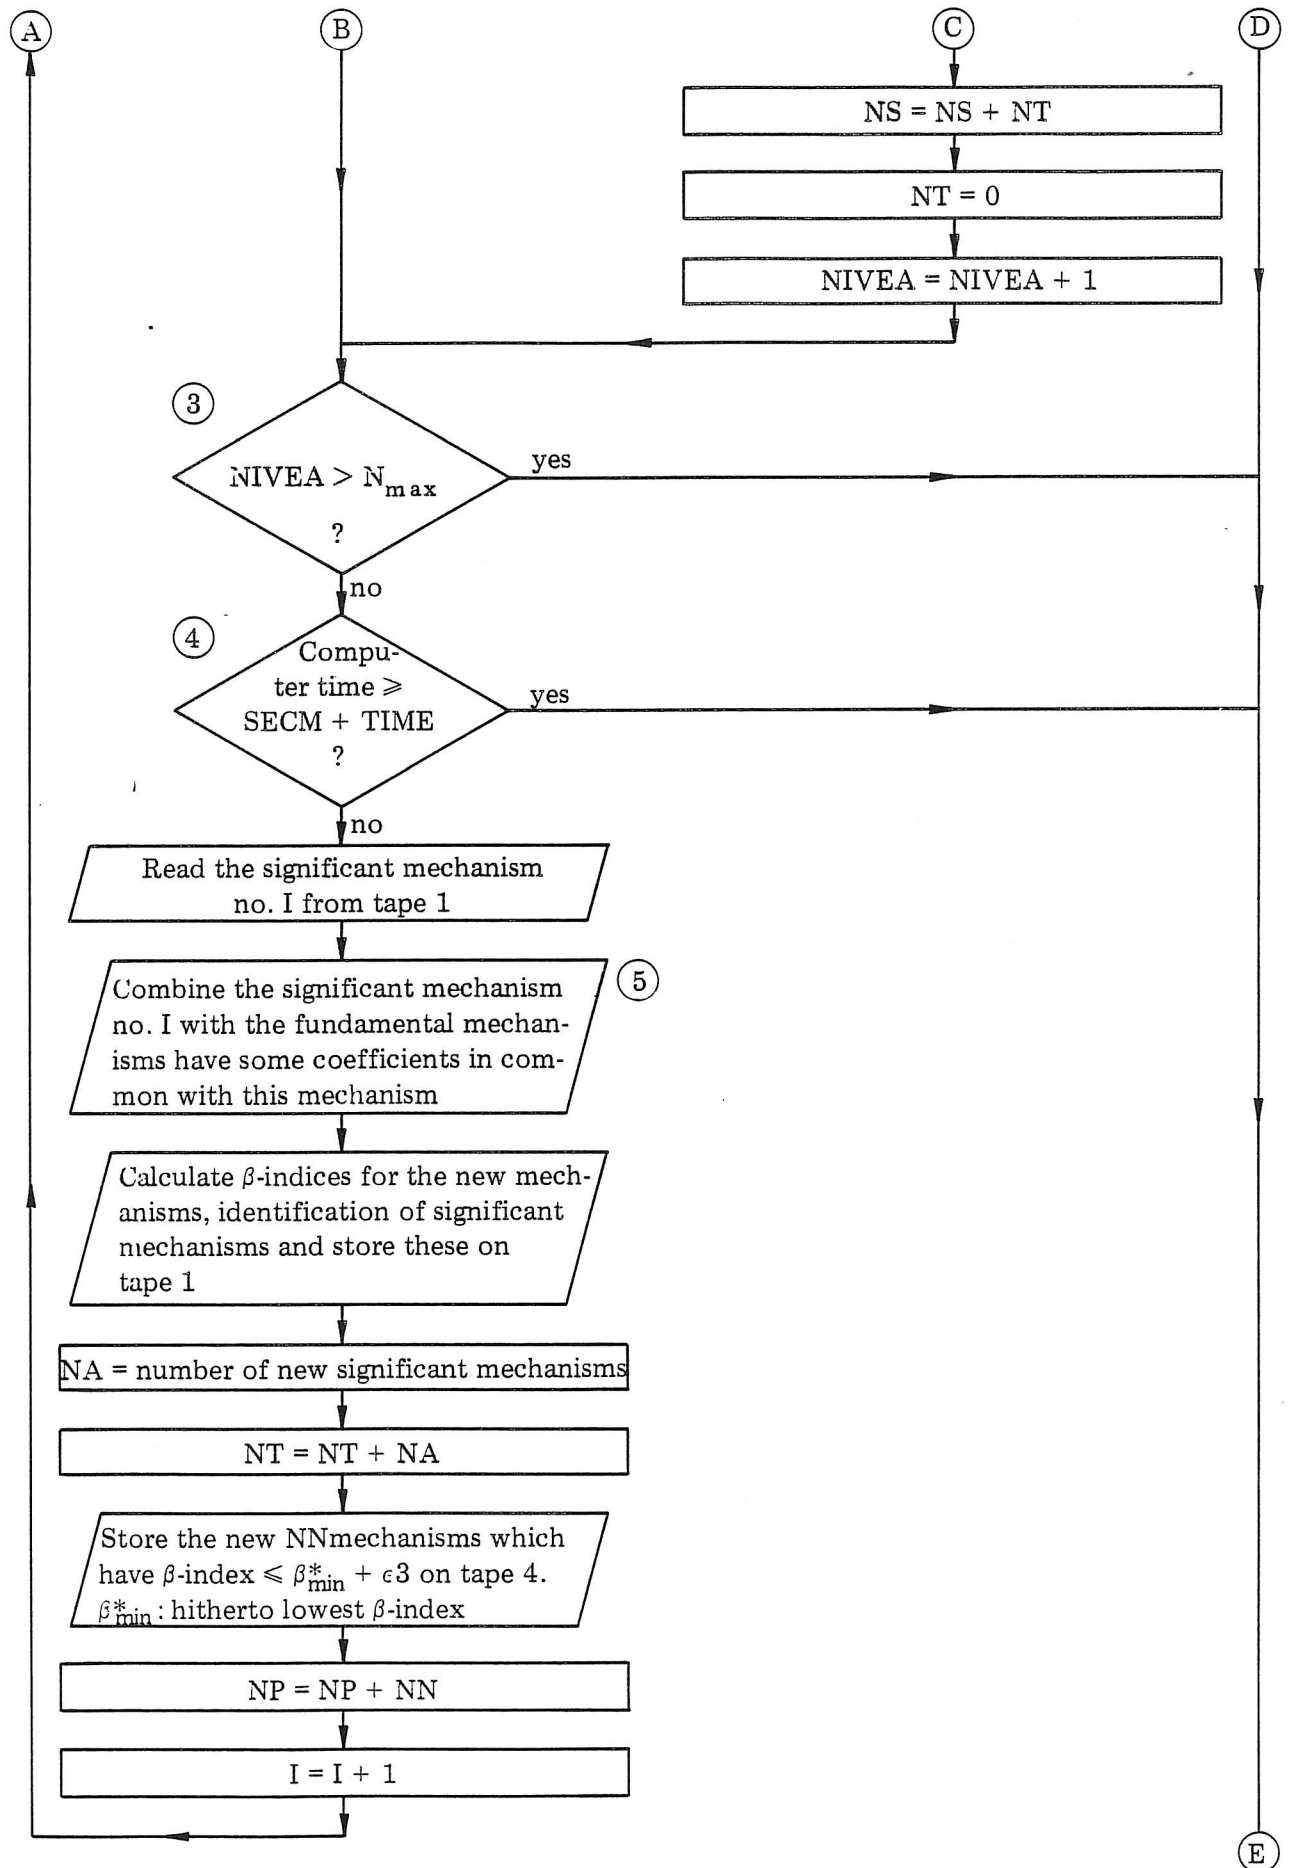 A
B
C
D
NS = NS + NT
NT = 0
NIVEA = NIVEA + 1
3
NIVEA > Nmax
?
yes
no
4
Compu-
ter time ⩾
SECM + TIME
?
yes
no
Read the significant mechanism
no. I from tape 1
5
Combine the significant mechanism
no. I with the fundamental mechan-
isms have some coefficients in com-
mon with this mechanism
Calculate β-indices for the new mech-
anisms, identification of significant
mechanisms and store these on
tape 1
NA = number of new significant mechanisms
NT = NT + NA
Store the new NNmechanisms which
have β-index ⩽ β*min + ϵ3 on tape 4.
β*min : hitherto lowest β-index
NP = NP + NN
I = I + 1
E